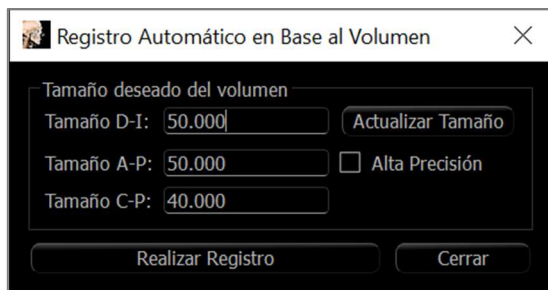 Registro Automático en Base al Volumen
Tamaño deseado del volumen
Tamaño D-I: 50.000 Actualizar Tamaño
Tamaño A-P: 50.000 Alta Precisión
Tamaño C-P: 40.000
Realizar Registro Cerrar